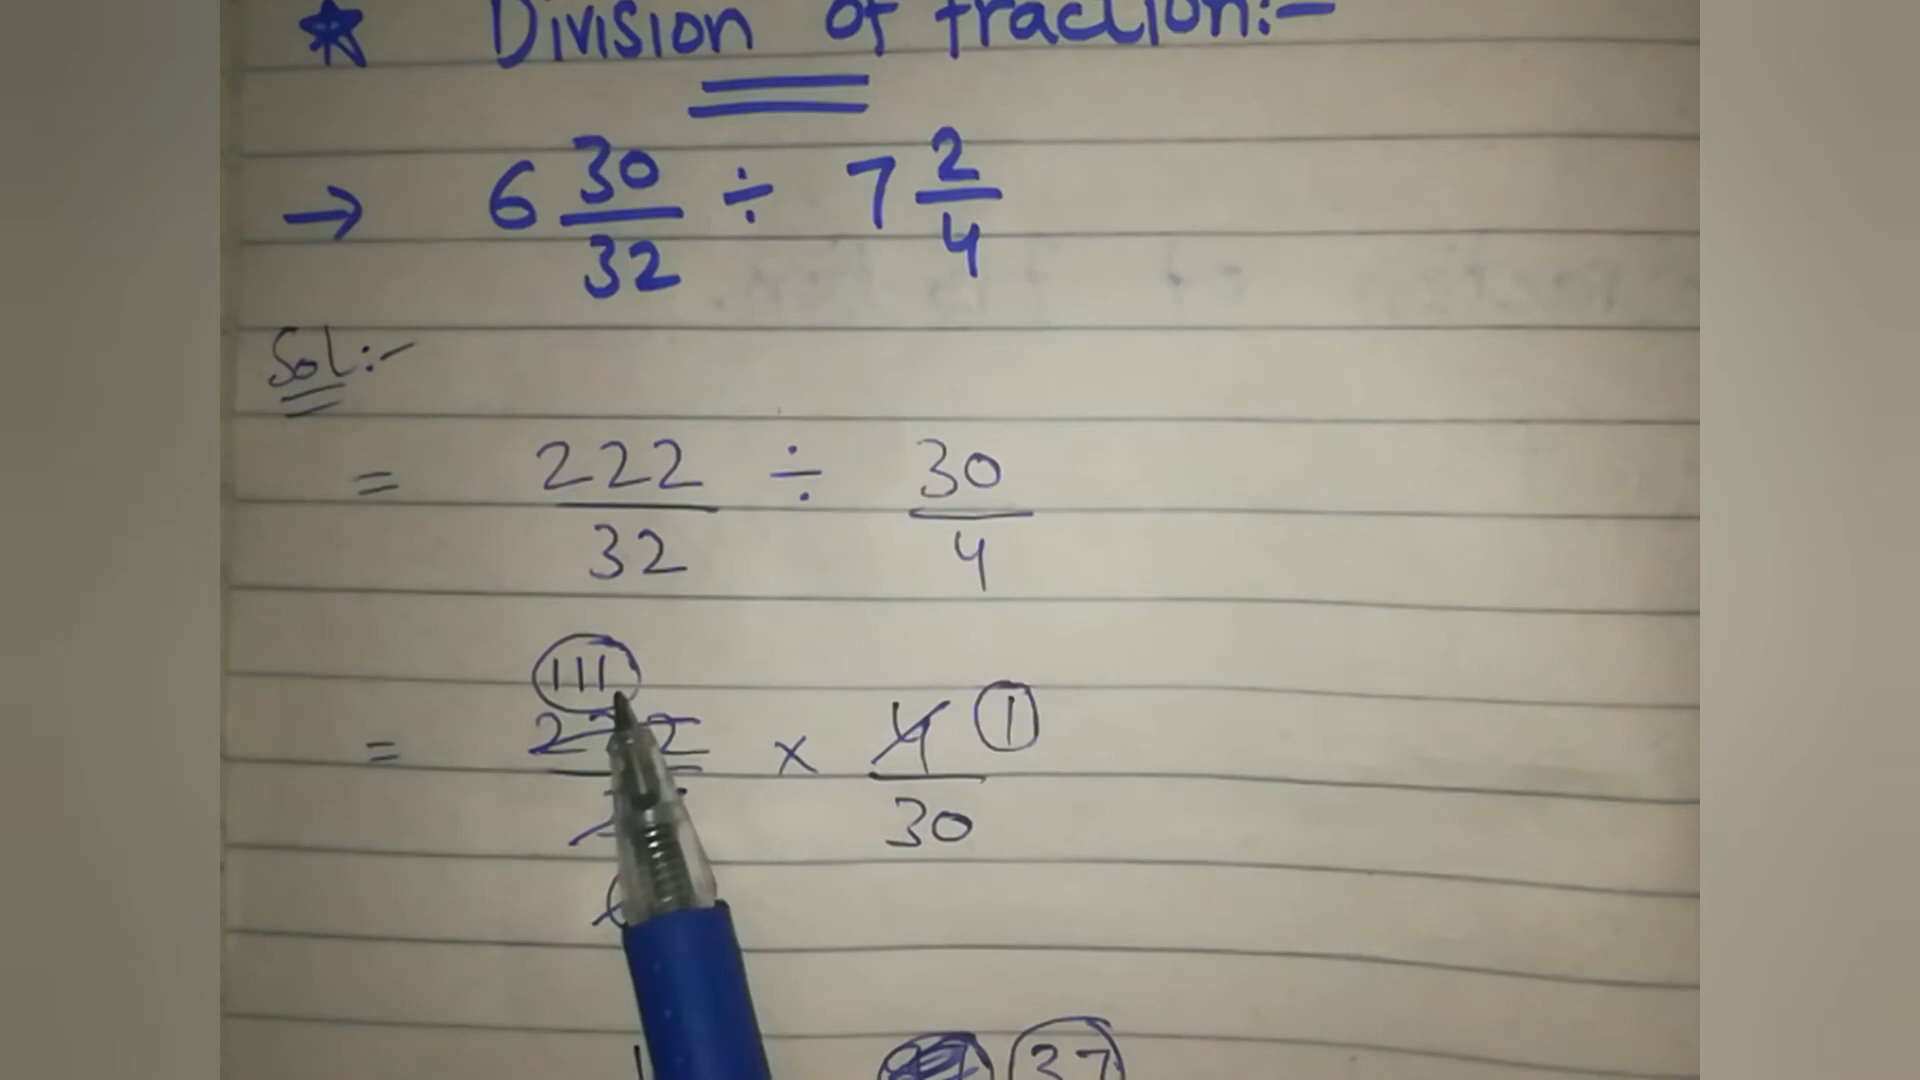 ★ Division of fraction:-
→ 6 30/32 ÷ 7 2/4
Sol:-
= 222/32 ÷ 30/4
111 1
= 222 × 4/30
37